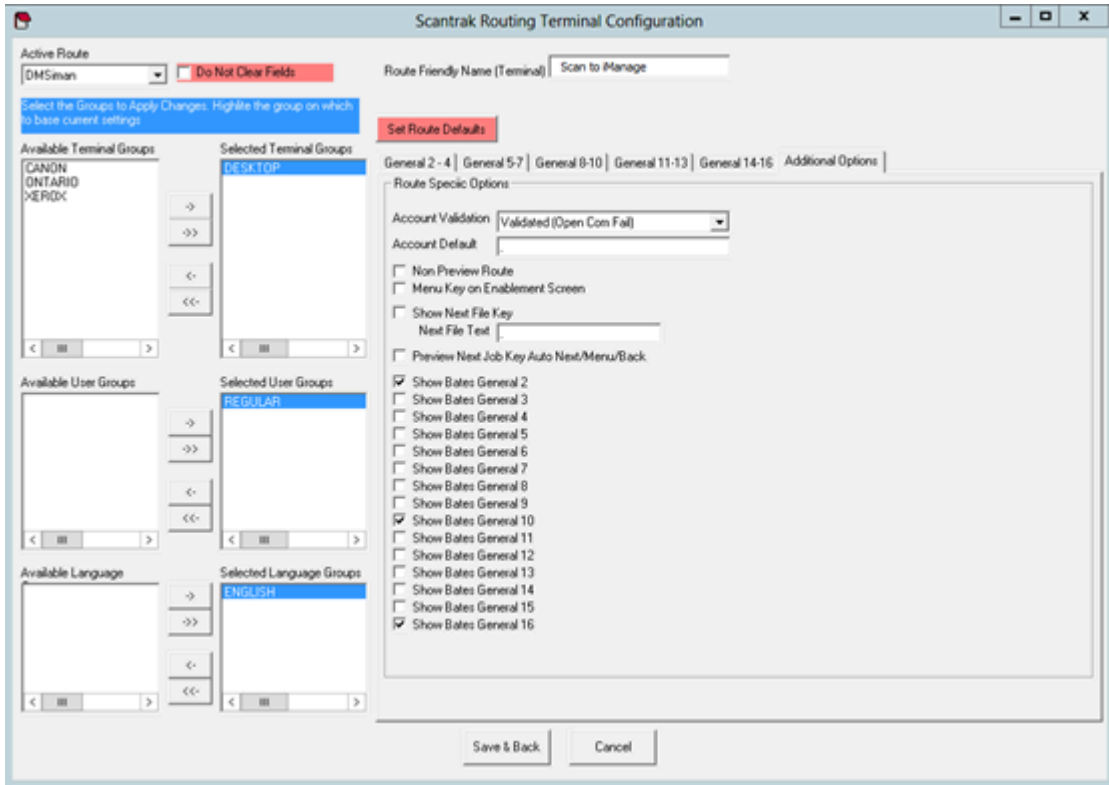 Scantrak Routing Terminal Configuration
Active Route
DMSiman
Do Not Clear Fields
Route Friendly Name (Terminal)
Scan to iManage
Select the Groups to Apply Changes. Highlite the group on which
to base current settings
Set Route Defaults
Available Terminal Groups
CANON
ONTARIO
XEROX
Selected Terminal Groups
DESKTOP
->
->>
<-
<<-
Available User Groups
Selected User Groups
REGULAR
->
->>
<-
<<-
Available Language
Selected Language Groups
ENGLISH
->
->>
<-
<<-
General 2 - 4
General 5-7
General 8-10
General 11-13
General 14-16
Additional Options
Route Speciic Options
Account Validation
Validated (Open Com Fail)
Account Default
.
Non Preview Route
Menu Key on Enablement Screen
Show Next File Key
Next File Text
.
Preview Next Job Key Auto Next/Menu/Back
Show Bates General 2
Show Bates General 3
Show Bates General 4
Show Bates General 5
Show Bates General 6
Show Bates General 7
Show Bates General 8
Show Bates General 9
Show Bates General 10
Show Bates General 11
Show Bates General 12
Show Bates General 13
Show Bates General 14
Show Bates General 15
Show Bates General 16
Save & Back
Cancel